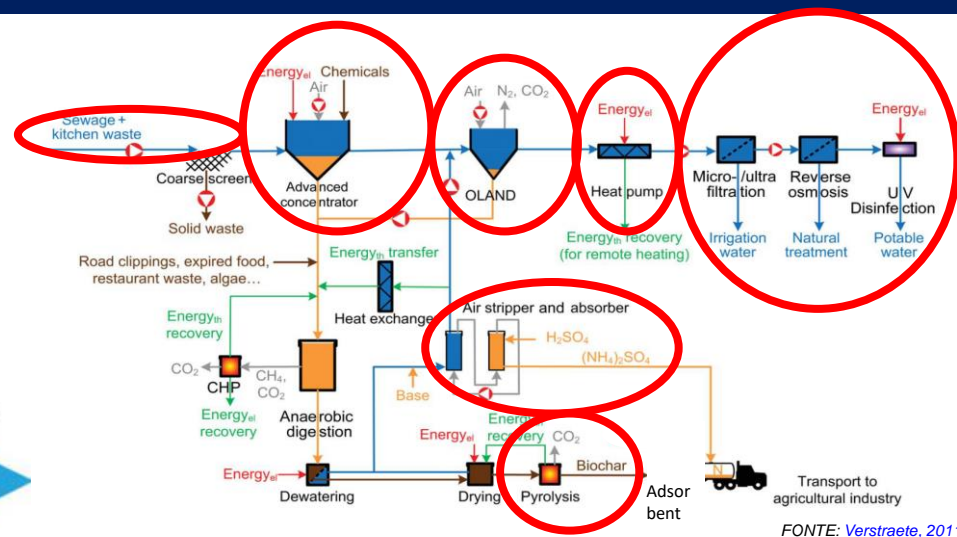 Energyel
Chemicals
Air
Air
N2, CO2
Energyel
Energyel
Sewage +
kitchen waste
Coarse screen
Solid waste
Advanced
concentrator
OLAND
Heat pump
Micro-/ultra
filtration
Reverse
osmosis
UV
Disinfection
Energyth recovery
(for remote heating)
Irrigation
water
Natural
treatment
Potable
water
Road clippings, expired food,
restaurant waste, algae…
Energyth transfer
Heat exchange
Air stripper and absorber
H2SO4
(NH4)2SO4
Base
Energyth
recovery
CO2
CHP
CH4,
CO2
Energyel
recovery
Anaerobic
digestion
Energyel
Dewatering
Energyel
recovery
CO2
Drying
Pyrolysis
Biochar
Adsor
bent
N
Transport to
agricultural industry
FONTE: Verstraete, 2011